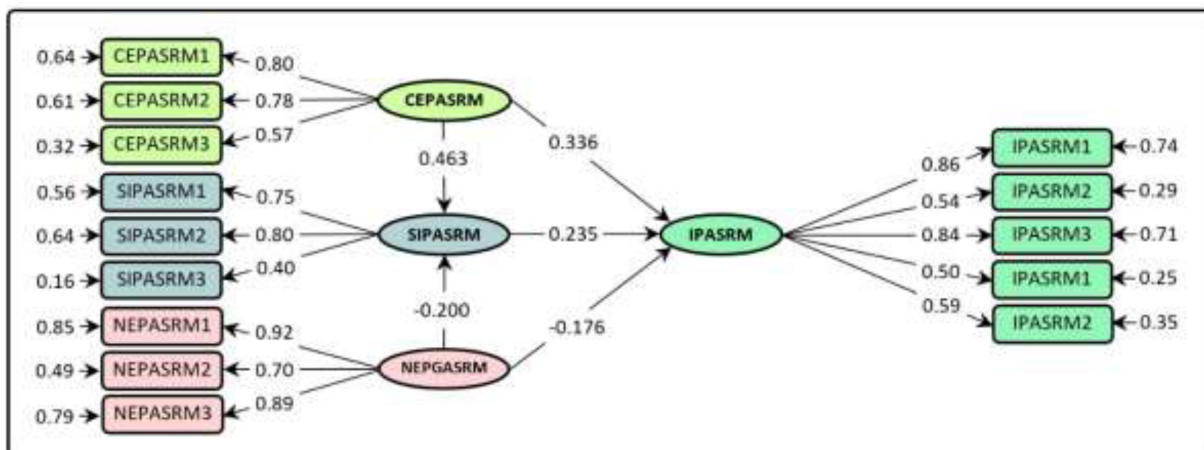 0.64 CEPASRM1 0.80
0.61 CEPASRM2 0.78 CEPASRM
0.32 CEPASRM3 0.57 0.463 0.336
0.56 SIPASRM1 0.75
0.64 SIPASRM2 0.80 SIPASRM 0.235 IPASRM
0.16 SIPASRM3 0.40
0.85 NEPASRM1 0.92 -0.200 -0.176
0.49 NEPASRM2 0.70 NEPGASRM
0.79 NEPASRM3 0.89
0.86 IPASRM1 0.74
0.54 IPASRM2 0.29
0.84 IPASRM3 0.71
0.50 IPASRM1 0.25
0.59 IPASRM2 0.35